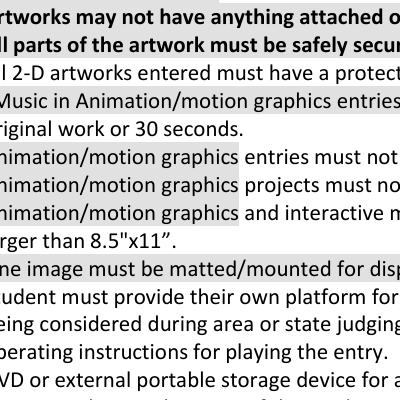 rtworks may not have anything attached o
ll parts of the artwork must be safely secur
l 2-D artworks entered must have a protect
Music in Animation/motion graphics entries
riginal work or 30 seconds.
nimation/motion graphics entries must not
nimation/motion graphics projects must no
nimation/motion graphics and interactive m
rger than 8.5"x11”.
ne image must be matted/mounted for disp
tudent must provide their own platform for
eing considered during area or state judging
perating instructions for playing the entry.
VD or external portable storage device for a